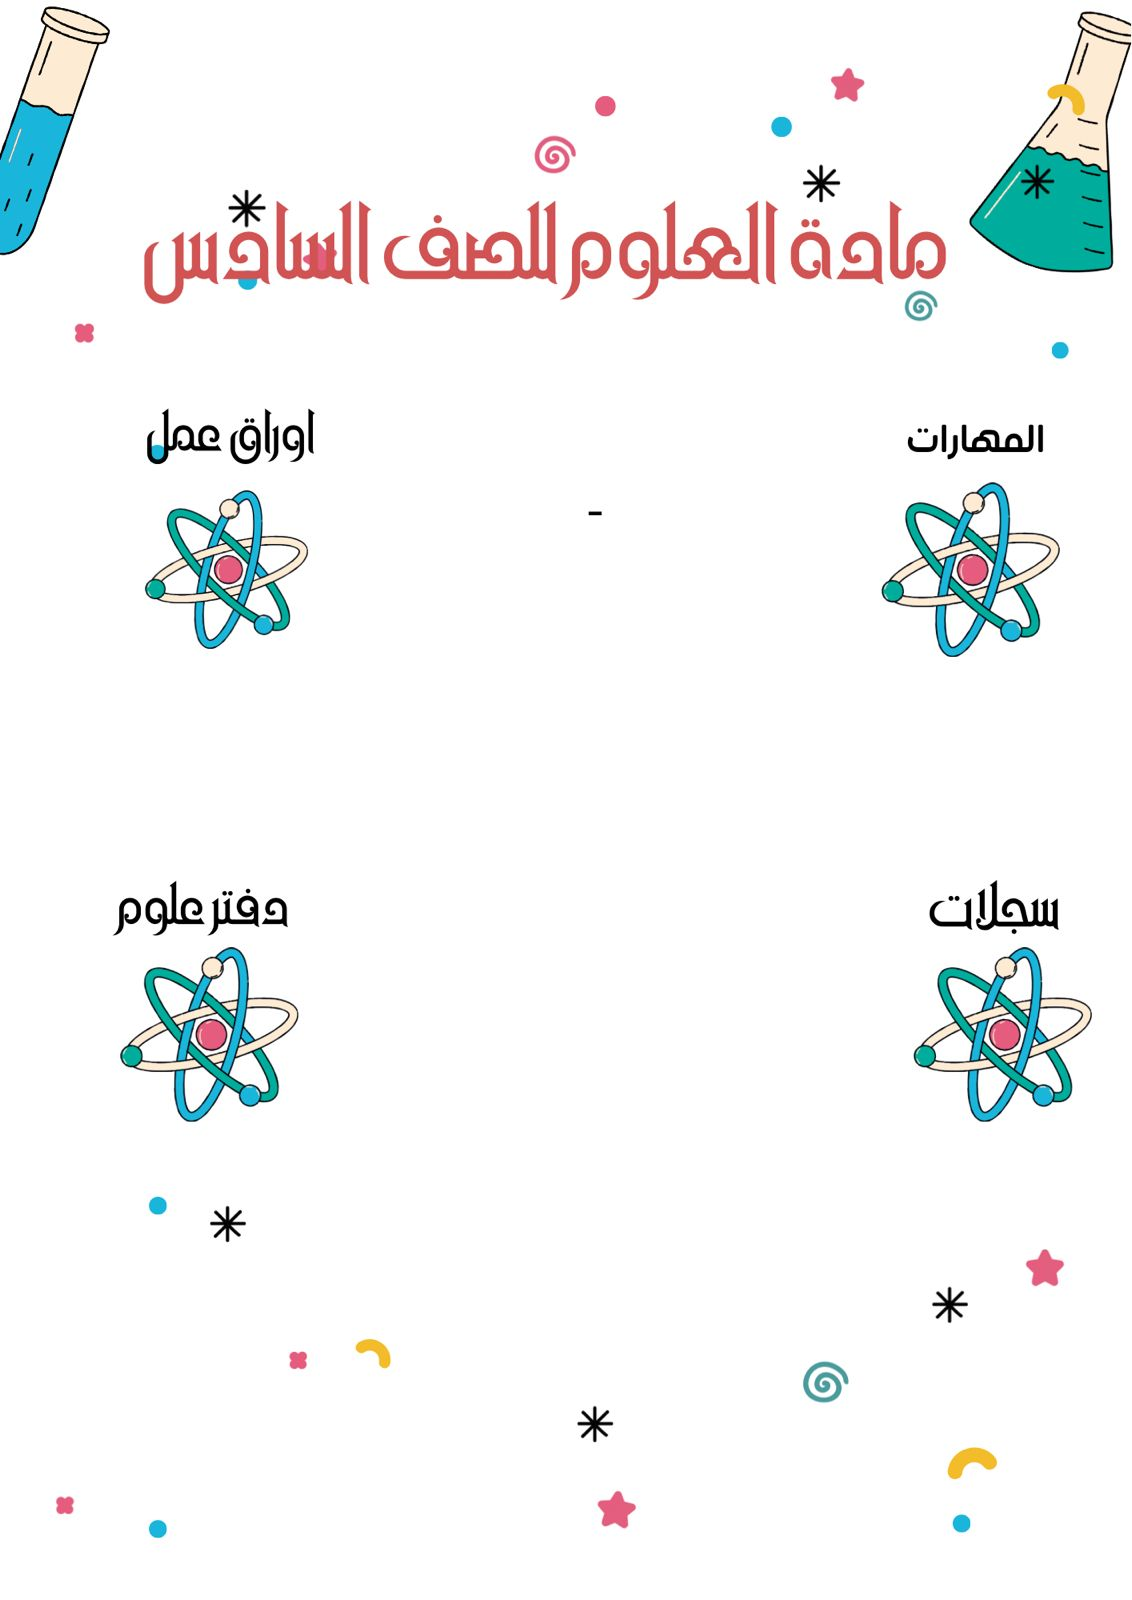 مادة العلوم للصف السادس
المهارات
اوراق عمل
-
سجلات
دفتر علوم